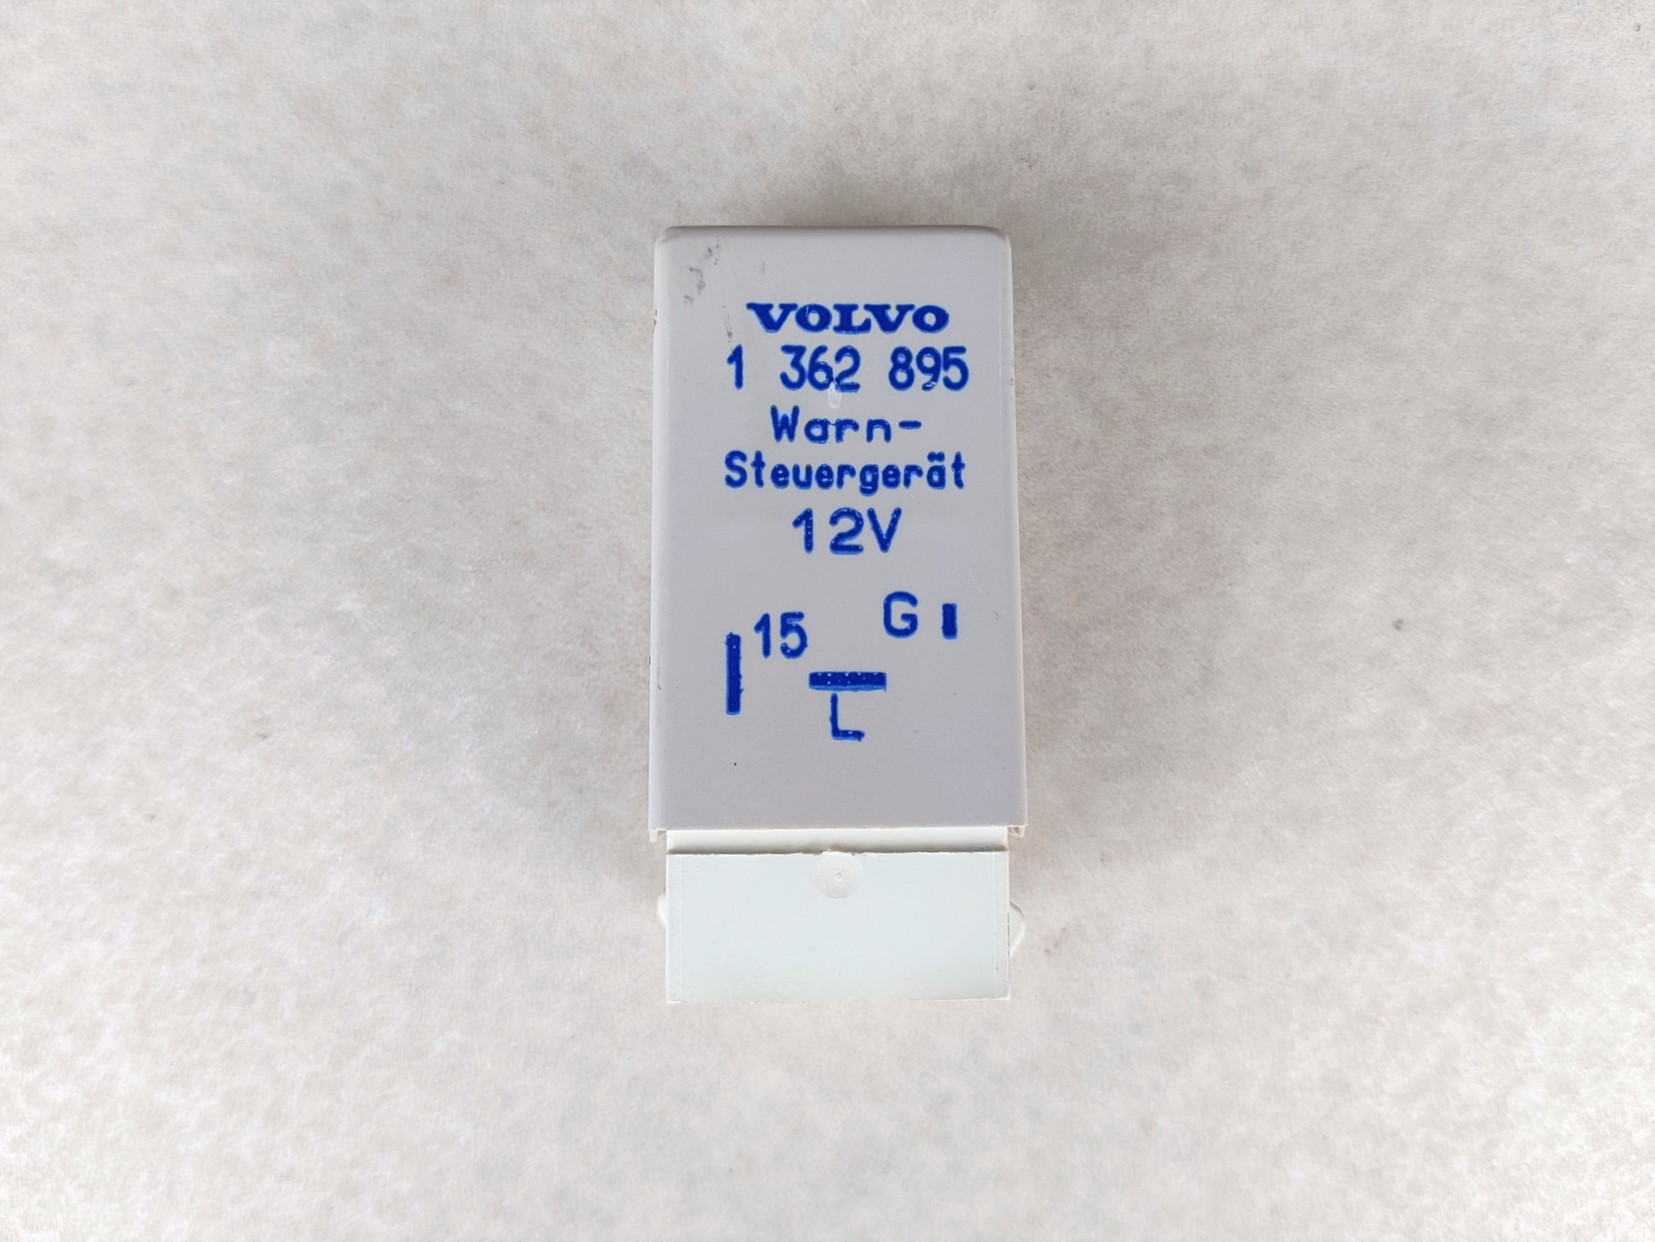 VOLVO
1 362 895
Warn-
Steuergerät
12V
15 G
L